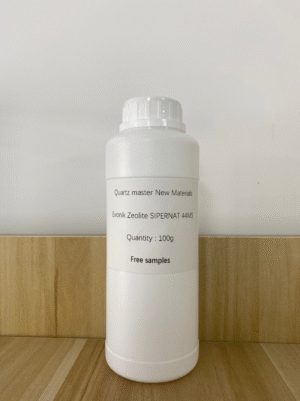 Quartz master New Materials
Evonik Zeolite SIPERNAT 44MS
Quantity : 100g
Free samples